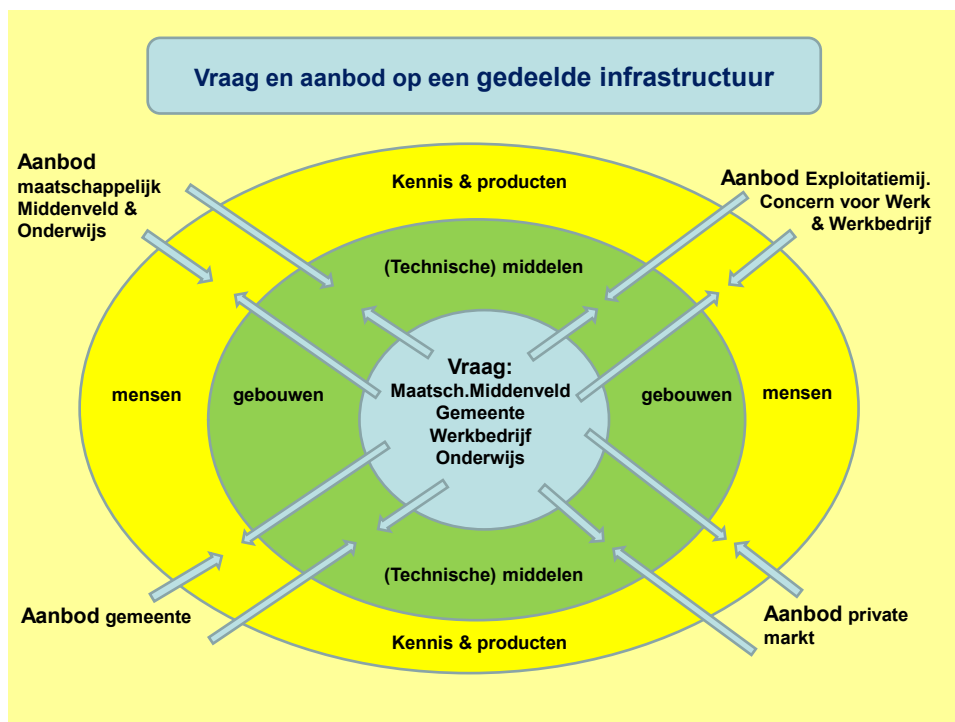 Vraag en aanbod op een gedeelde infrastructuur
Aanbod
maatschappelijk
Middenveld &
Onderwijs
Kennis & producten
Aanbod Exploitatiemij.
Concern voor Werk
& Werkbedrijf
(Technische) middelen
mensen
gebouwen
Vraag:
Maatsch.Middenveld
Gemeente
Werkbedrijf
Onderwijs
gebouwen
mensen
(Technische) middelen
Aanbod gemeente
Kennis & producten
Aanbod private
markt